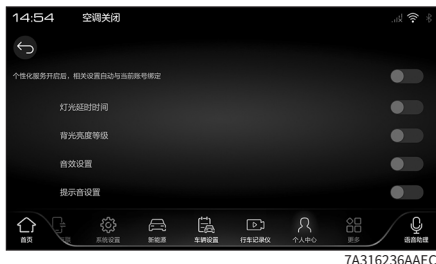 14:54 空调关闭
个性化服务开启后，相关设置自动与当前账号绑定
灯光延时时间
背光亮度等级
音效设置
提示音设置
首页 系统设置 新能源 车辆设置 行车记录仪 个人中心 更多 语音助理
7A316236AAEC